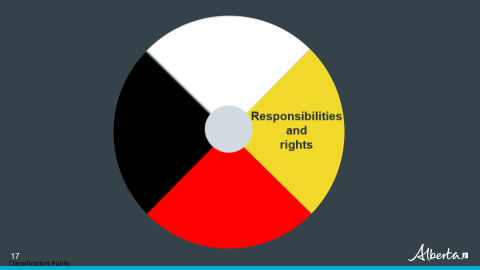 Responsibilities
and
rights
17
Alberta
Classification: Public